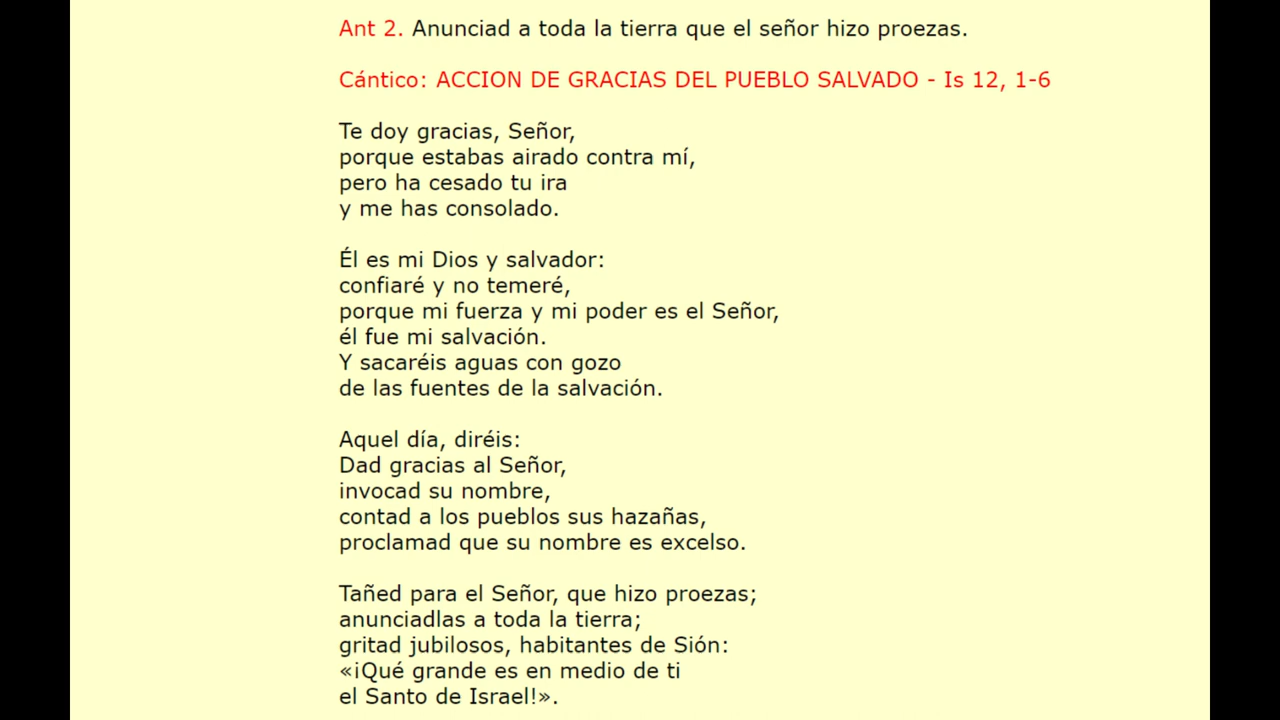 Ant 2. Anunciad a toda la tierra que el señor hizo proezas.
Cántico: ACCION DE GRACIAS DEL PUEBLO SALVADO - Is 12, 1-6
Te doy gracias, Señor,
porque estabas airado contra mí,
pero ha cesado tu ira
y me has consolado.
Él es mi Dios y salvador:
confiaré y no temeré,
porque mi fuerza y mi poder es el Señor,
él fue mi salvación.
Y sacaréis aguas con gozo
de las fuentes de la salvación.
Aquel día, diréis:
Dad gracias al Señor,
invocad su nombre,
contad a los pueblos sus hazañas,
proclamad que su nombre es excelso.
Tañed para el Señor, que hizo proezas;
anunciadlas a toda la tierra;
gritad jubilosos, habitantes de Sión:
«¡Qué grande es en medio de ti
el Santo de Israel!».